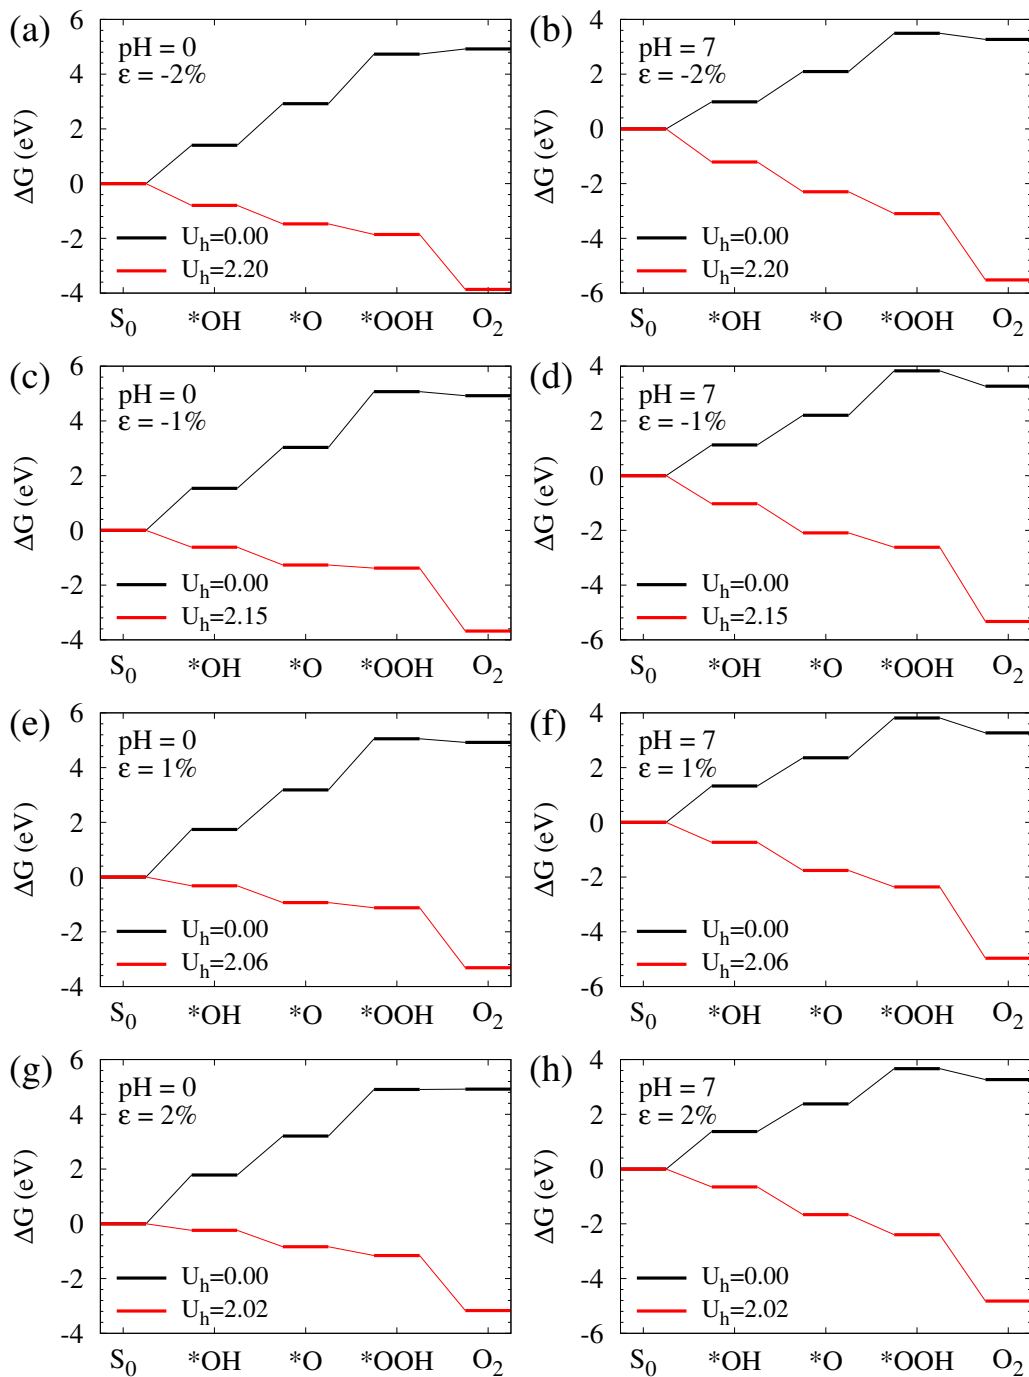 (a)
pH = 0
ε = -2%
ΔG (eV)
6
4
2
0
-2
-4
U_h=0.00
U_h=2.20
S_0 *OH *O *OOH O_2
(b)
pH = 7
ε = -2%
ΔG (eV)
4
2
0
-2
-4
-6
U_h=0.00
U_h=2.20
S_0 *OH *O *OOH O_2
(c)
pH = 0
ε = -1%
ΔG (eV)
6
4
2
0
-2
-4
U_h=0.00
U_h=2.15
S_0 *OH *O *OOH O_2
(d)
pH = 7
ε = -1%
ΔG (eV)
4
2
0
-2
-4
-6
U_h=0.00
U_h=2.15
S_0 *OH *O *OOH O_2
(e)
pH = 0
ε = 1%
ΔG (eV)
6
4
2
0
-2
-4
U_h=0.00
U_h=2.06
S_0 *OH *O *OOH O_2
(f)
pH = 7
ε = 1%
ΔG (eV)
4
2
0
-2
-4
-6
U_h=0.00
U_h=2.06
S_0 *OH *O *OOH O_2
(g)
pH = 0
ε = 2%
ΔG (eV)
6
4
2
0
-2
-4
U_h=0.00
U_h=2.02
S_0 *OH *O *OOH O_2
(h)
pH = 7
ε = 2%
ΔG (eV)
4
2
0
-2
-4
-6
U_h=0.00
U_h=2.02
S_0 *OH *O *OOH O_2